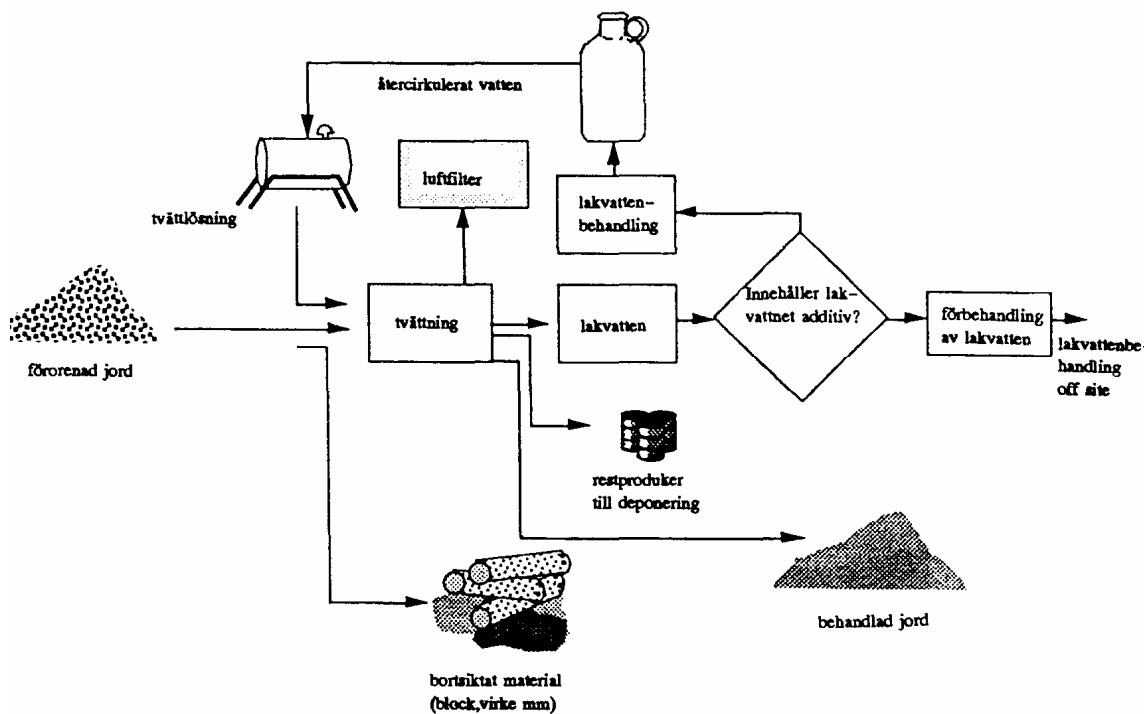 återcirkulerat vatten
luftfilter
lakvatten-
behandling
tvättlösning
tvättning
lakvatten
Innehåller lak-
vattnet additiv?
förbehandling
av lakvatten
lakvattenbe-
handling
off site
förorenad jord
restproduker
till deponering
behandlad jord
bortsiktat material
(block,virke mm)